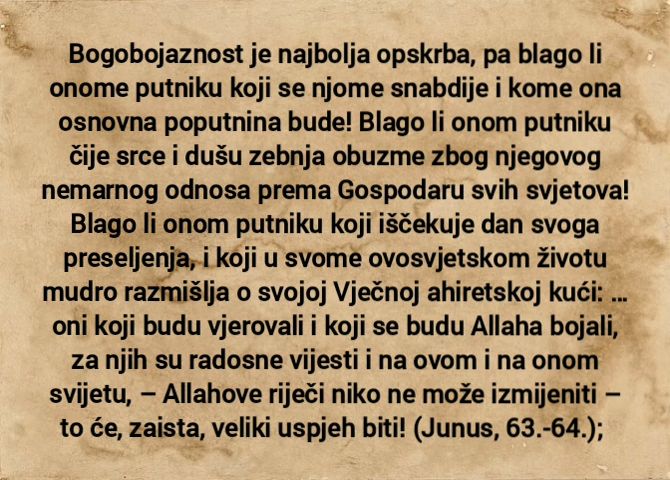 Bogobojaznost je najbolja opskrba, pa blago li
onome putniku koji se njome snabdije i kome ona
osnovna poputnina bude! Blago li onom putniku
čije srce i dušu zebnja obuzme zbog njegovog
nemarnog odnosa prema Gospodaru svih svjetova!
Blago li onom putniku koji iščekuje dan svoga
preseljenja, i koji u svome ovosvjetskom životu
mudro razmišlja o svojoj Vječnoj ahiretskoj kući: ...
oni koji budu vjerovali i koji se budu Allaha bojali,
za njih su radosne vijesti i na ovom i na onom
svijetu, – Allahove riječi niko ne može izmijeniti –
to će, zaista, veliki uspjeh biti! (Junus, 63.-64.);